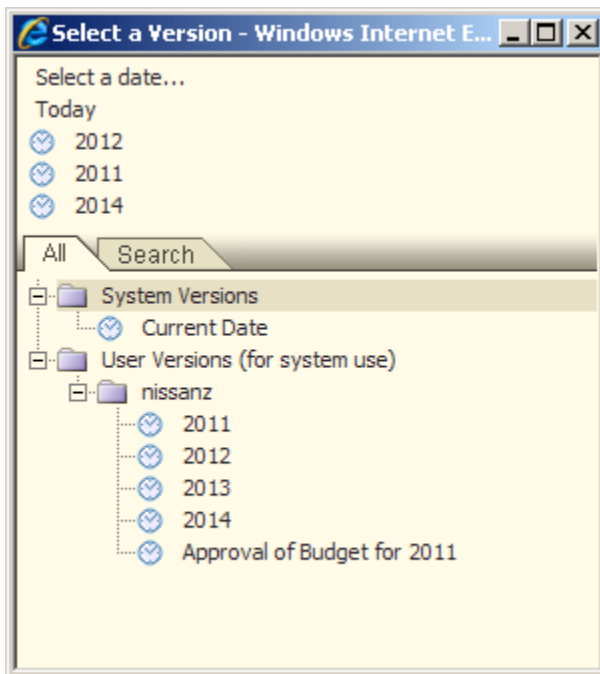 Select a Version - Windows Internet E...
Select a date...
Today
2012
2011
2014
All Search
System Versions
Current Date
User Versions (for system use)
nissanz
2011
2012
2013
2014
Approval of Budget for 2011